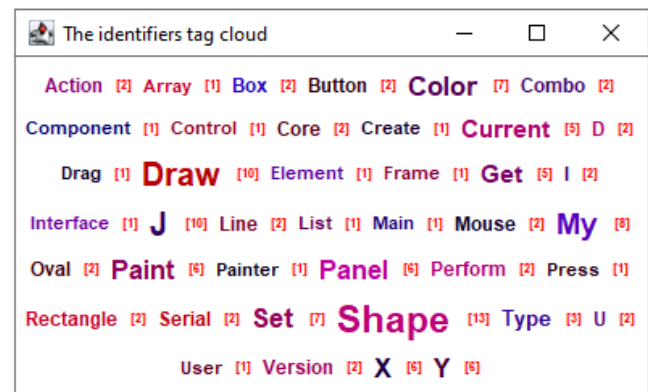 The identifiers tag cloud
Action [2] Array [1] Box [2] Button [2] Color [7] Combo [2]
Component [1] Control [1] Core [2] Create [1] Current [5] D [2]
Drag [1] Draw [10] Element [1] Frame [1] Get [5] I [2]
Interface [1] J [10] Line [2] List [1] Main [1] Mouse [2] My [8]
Oval [2] Paint [6] Painter [1] Panel [6] Perform [2] Press [1]
Rectangle [2] Serial [2] Set [7] Shape [13] Type [3] U [2]
User [1] Version [2] X [6] Y [6]